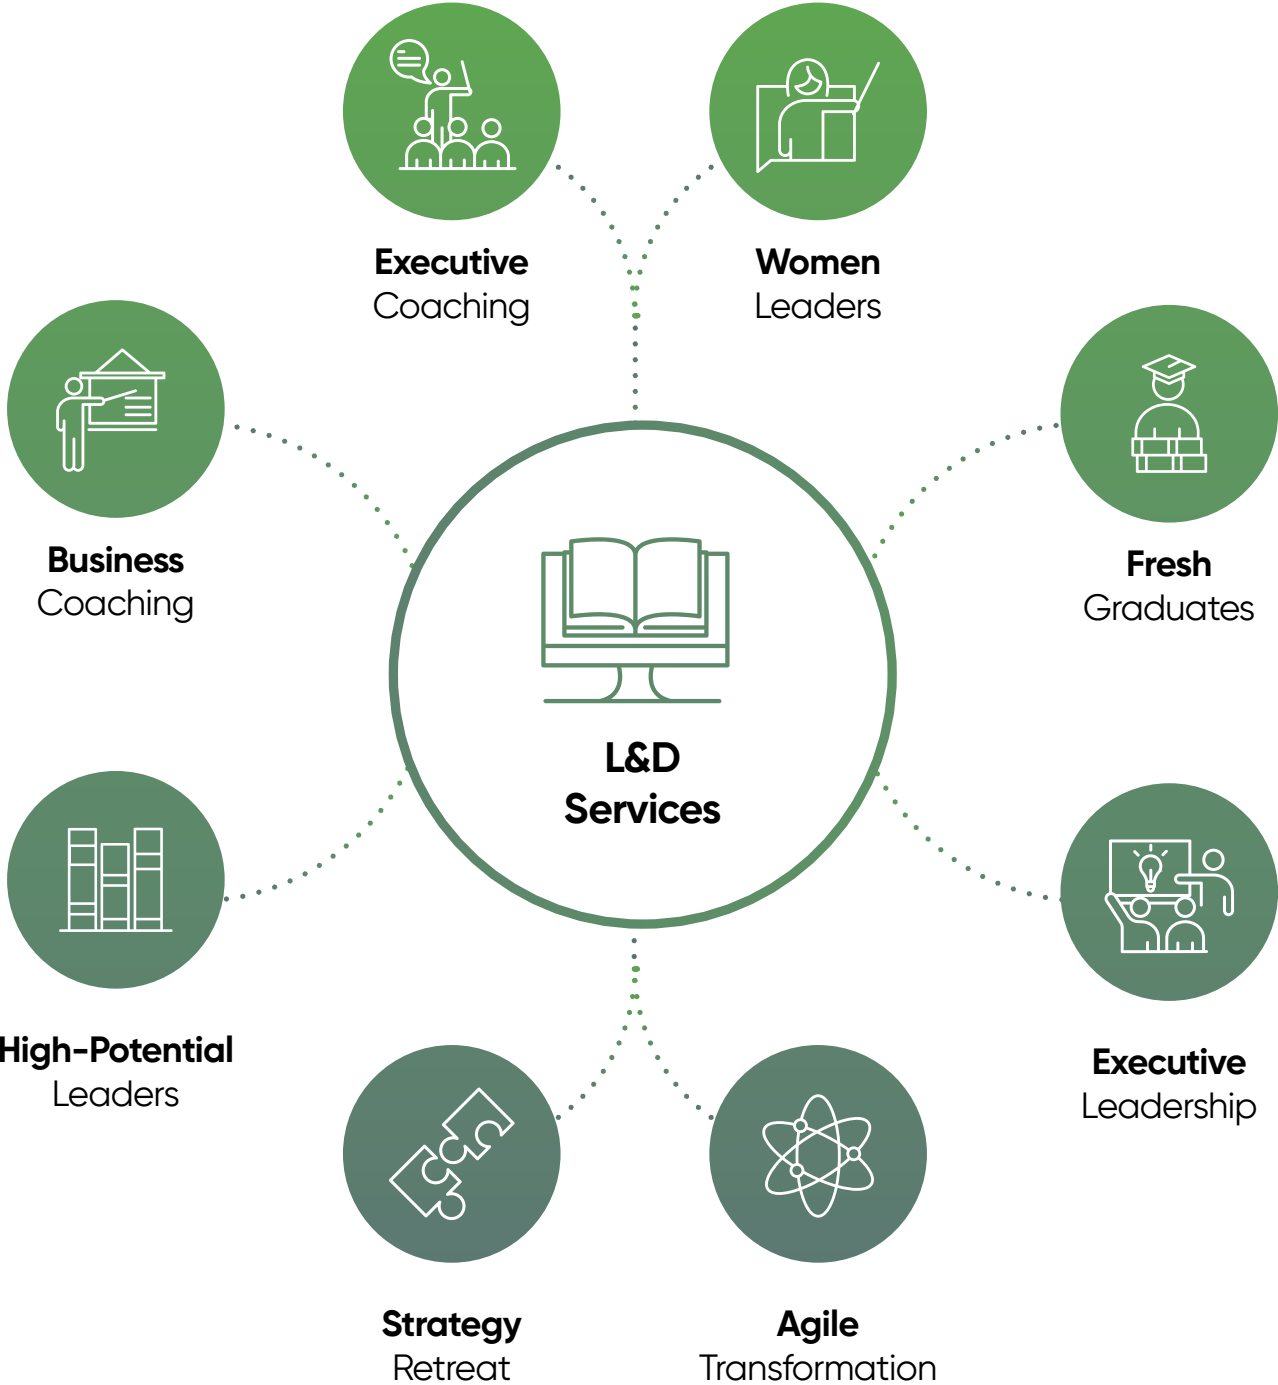 Executive
Coaching
Women
Leaders
Business
Coaching
Fresh
Graduates
L&D
Services
High-Potential
Leaders
Executive
Leadership
Strategy
Retreat
Agile
Transformation